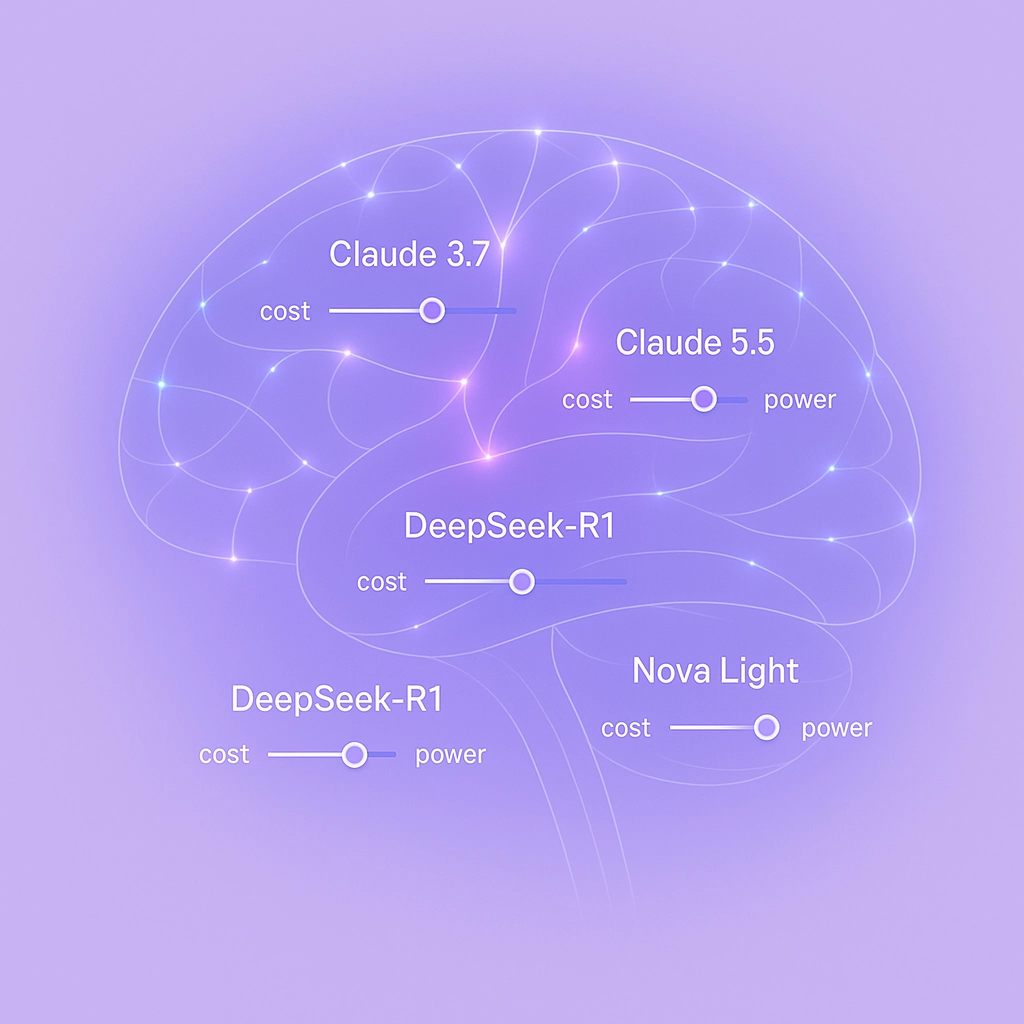 Claude 3.7
cost
Claude 5.5
cost power
DeepSeek-R1
cost
Nova Light
cost power
DeepSeek-R1
cost power